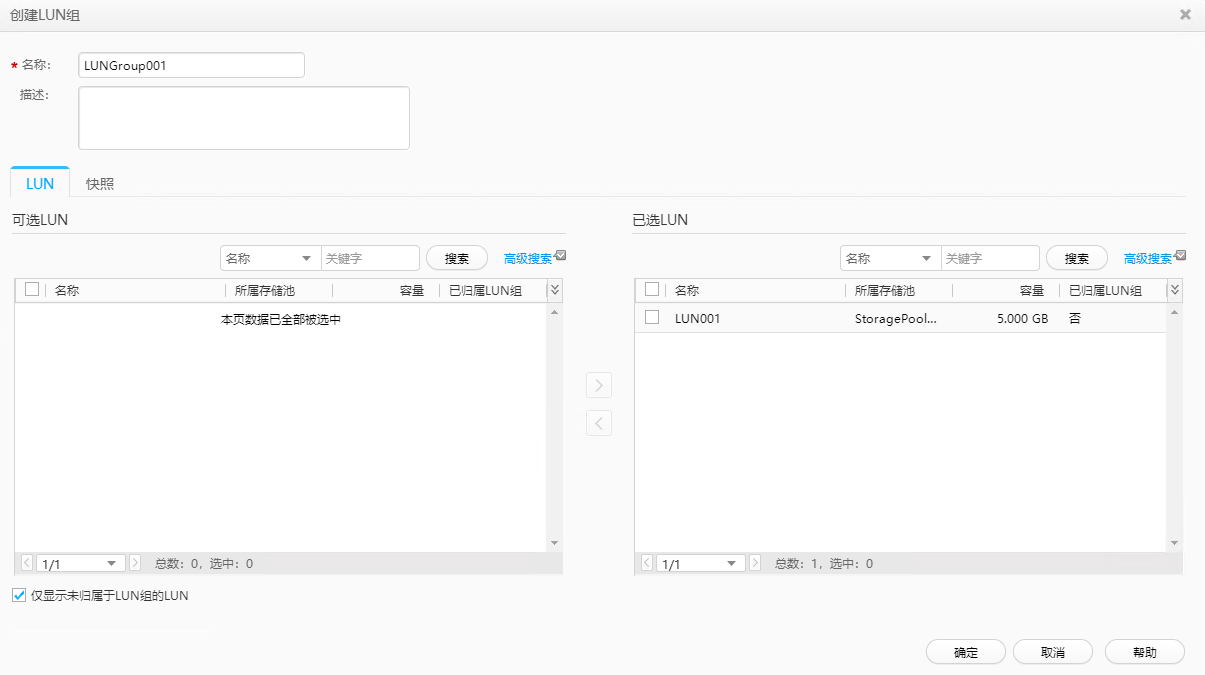 创建LUN组
* 名称: LUNGroup001
描述:
LUN 快照
可选LUN 已选LUN
名称 关键字 搜索 高级搜索 名称 关键字 搜索 高级搜索
名称 所属存储池 容量 已归属LUN组 名称 所属存储池 容量 已归属LUN组
本页数据已全部被选中 LUN001 StoragePool... 5.000 GB 否
1/1 总数: 0, 选中: 0 1/1 总数: 1, 选中: 0
仅显示未归属于LUN组的LUN
确定 取消 帮助